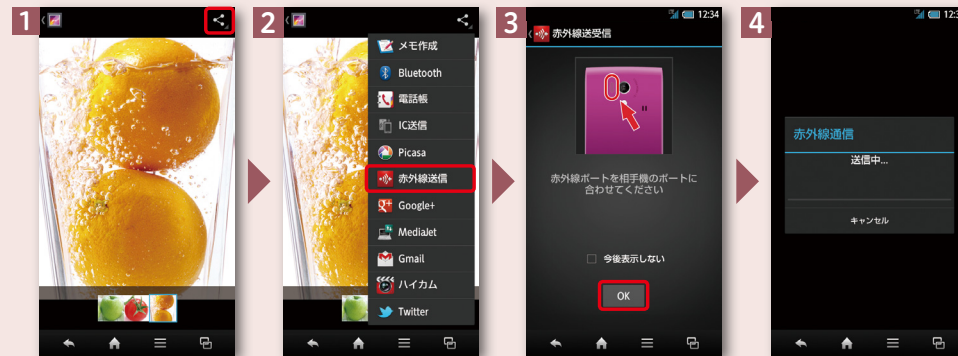 1
2
メモ作成
Bluetooth
電話帳
IC送信
Picasa
赤外線送信
Google+
MediaJet
Gmail
ハイカム
Twitter
3
12:34
赤外線送受信
赤外線ポートを相手機のポートに
合わせてください
今後表示しない
OK
4
12:3
赤外線通信
送信中...
キャンセル